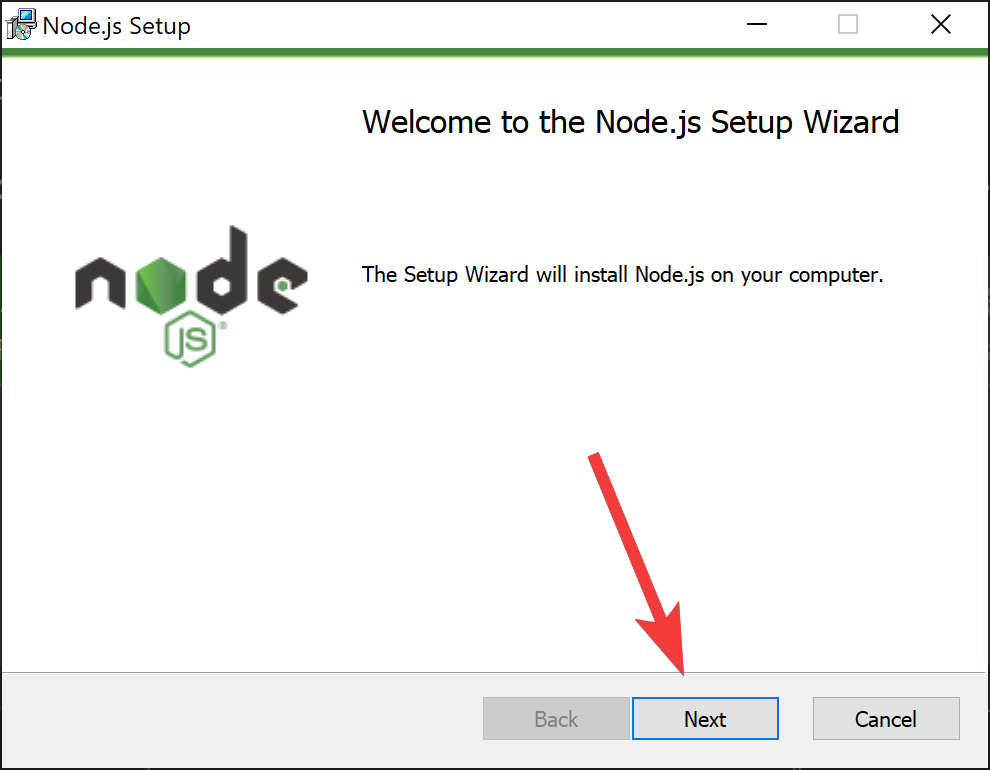 Node.js Setup
Welcome to the Node.js Setup Wizard
The Setup Wizard will install Node.js on your computer.
node
JS®
Back
Next
Cancel